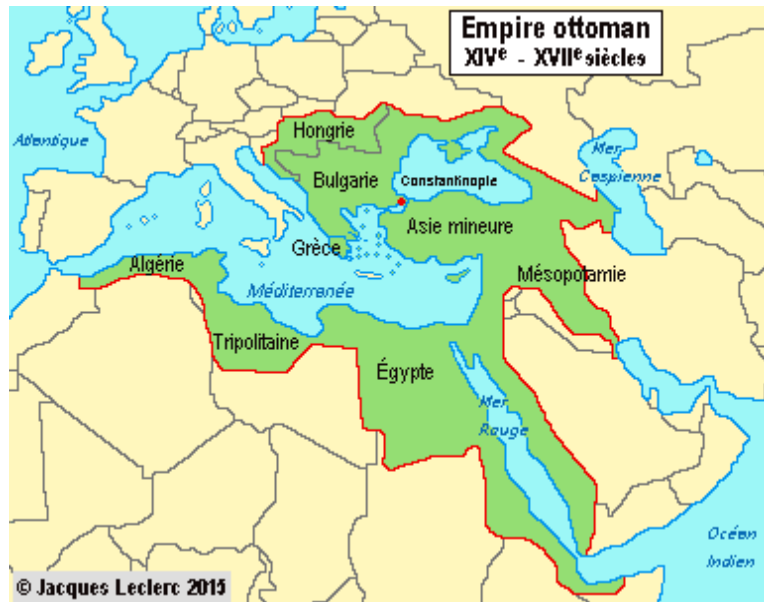 Empire ottoman
XIVe - XVIIe siècles
Atlantique
Hongrie
Mer
Caspienne
Bulgarie
Constantinople
Asie mineure
Grèce
Algérie
Mésopotamie
Méditerranée
Tripolitaine
Égypte
Mer
Rouge
Océan
Indien
© Jacques Leclerc 2015